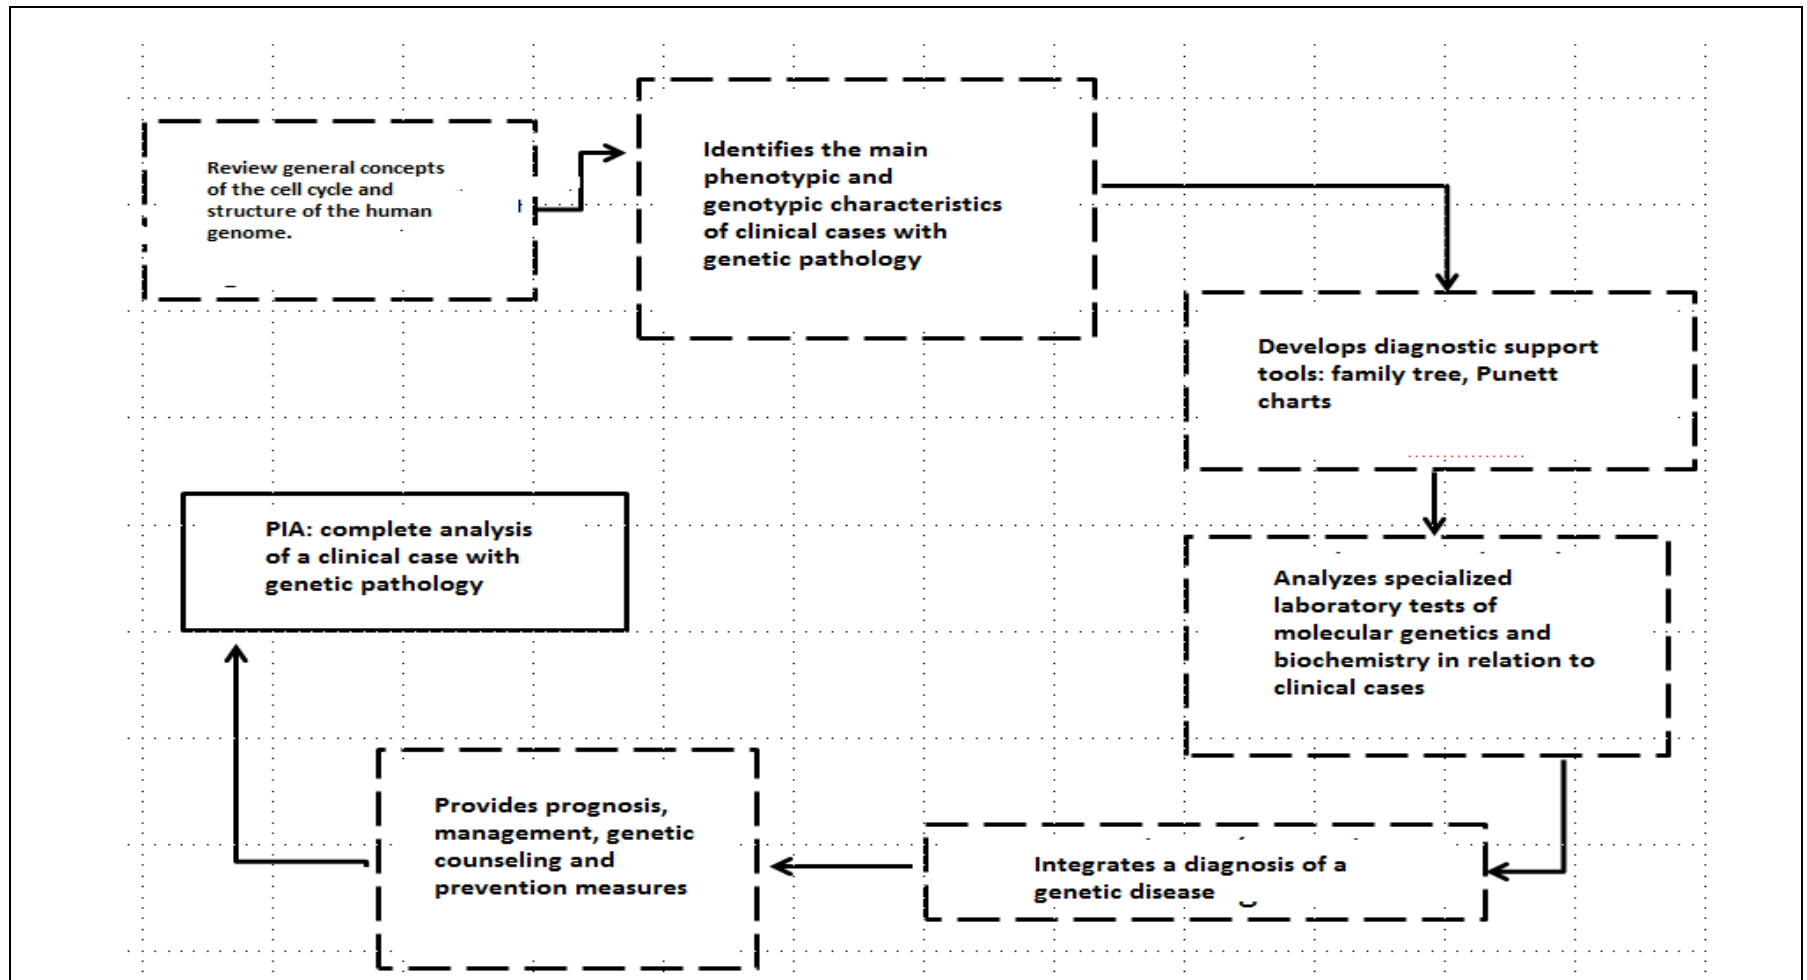 Review general concepts
of the cell cycle and
structure of the human
genome.
Identifies the main
phenotypic and
genotypic characteristics
of clinical cases with
genetic pathology
Develops diagnostic support
tools: family tree, Punett
charts
Analyzes specialized
laboratory tests of
molecular genetics and
biochemistry in relation to
clinical cases
Integrates a diagnosis of a
genetic disease
Provides prognosis,
management, genetic
counseling and
prevention measures
PIA: complete analysis
of a clinical case with
genetic pathology